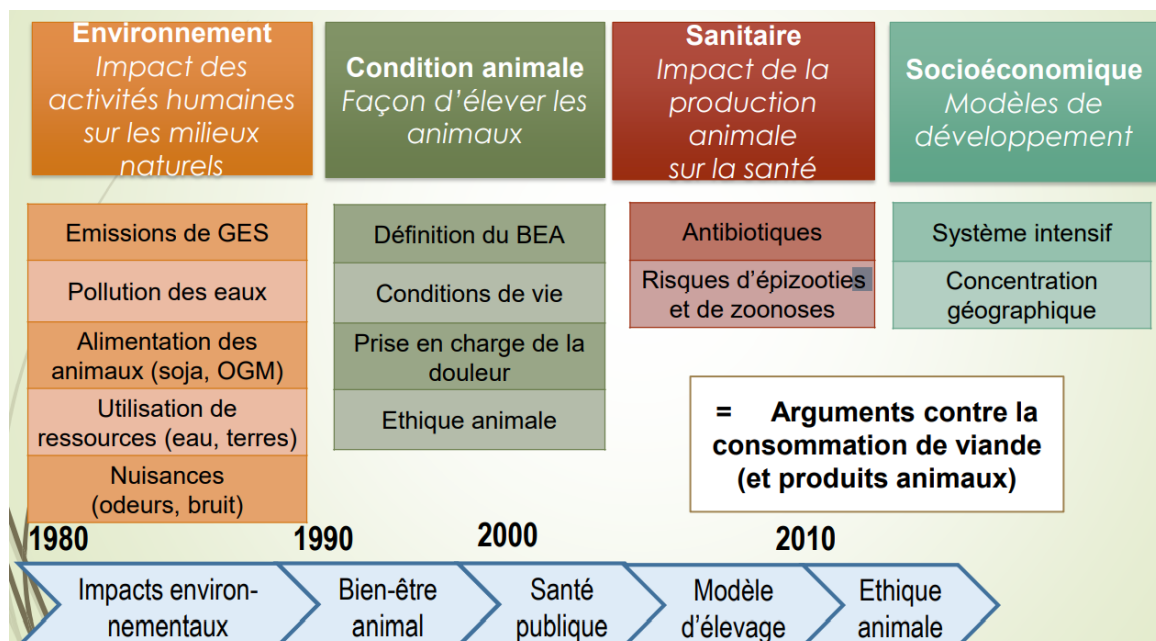 Environnement
Impact des
activités humaines
sur les milieux
naturels
Emissions de GES
Pollution des eaux
Alimentation des
animaux (soja, OGM)
Utilisation de
ressources (eau, terres)
Nuisances
(odeurs, bruit)
Condition animale
Façon d'élever les
animaux
Définition du BEA
Conditions de vie
Prise en charge de la
douleur
Ethique animale
Sanitaire
Impact de la
production
animale
sur la santé
Antibiotiques
Risques d'épizooties
et de zoonoses
Socioéconomique
Modèles de
développement
Système intensif
Concentration
géographique
= Arguments contre la
consommation de viande
(et produits animaux)
1980 1990 2000 2010
Impacts environ-
nementaux
Bien-être
animal
Santé
publique
Modèle
d'élevage
Ethique
animale